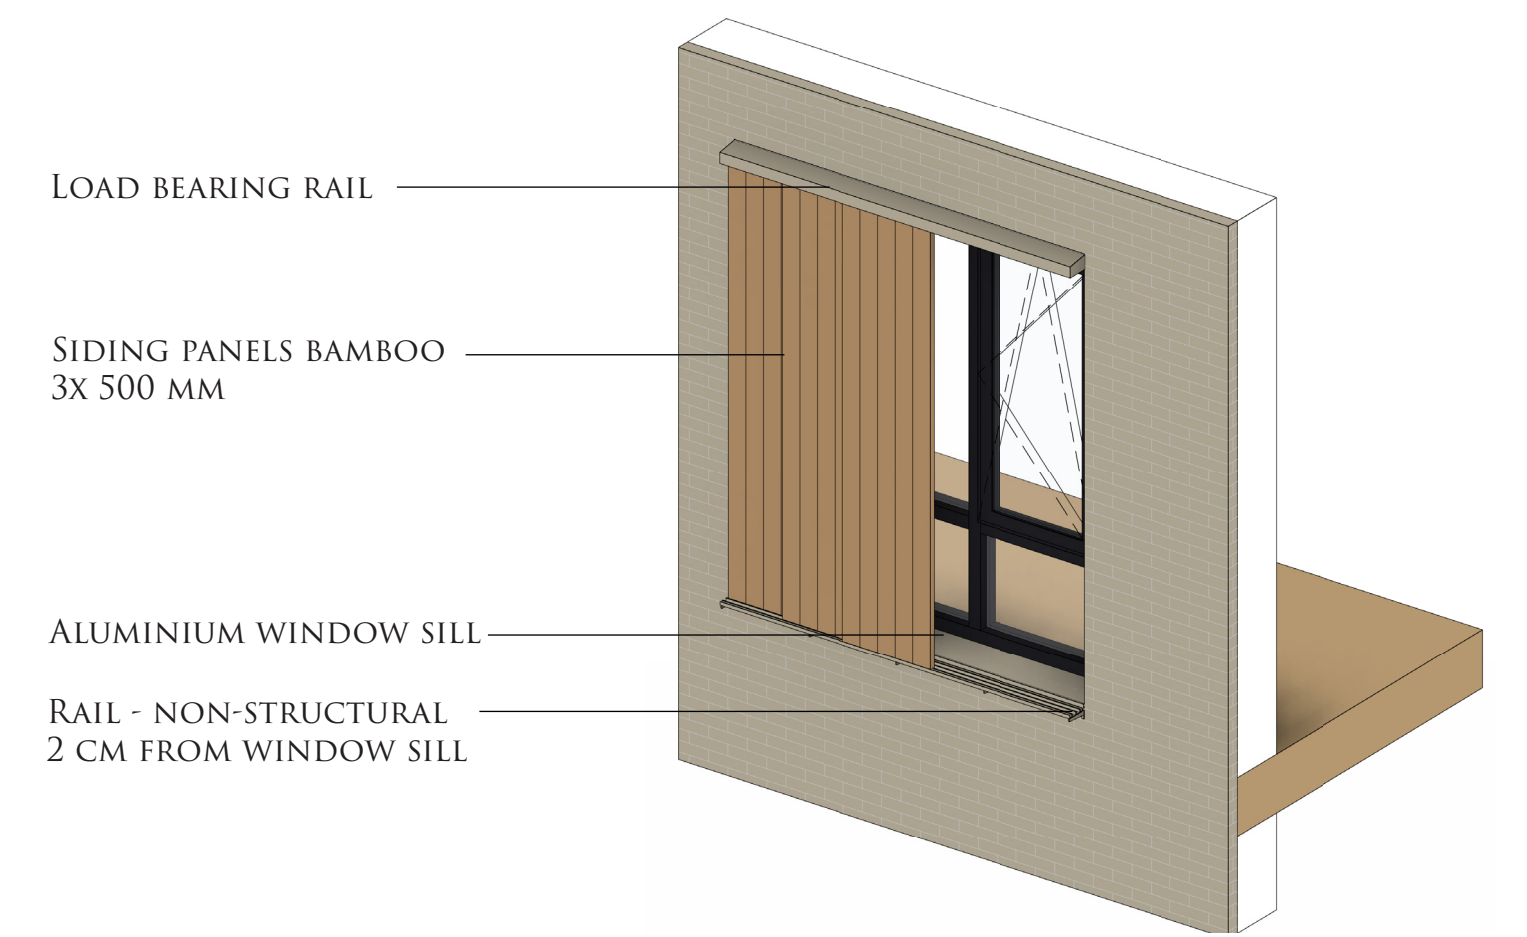 Load bearing rail
Siding panels bamboo
3x 500 mm
Aluminium window sill
Rail - non-structural
2 cm from window sill